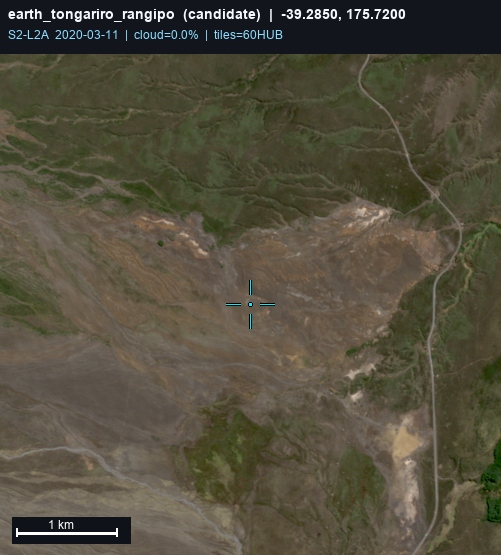 earth_tongariro_rangipo (candidate) | -39.2850, 175.7200
S2-L2A 2020-03-11 | cloud=0.0% | tiles=60HUB
1 km